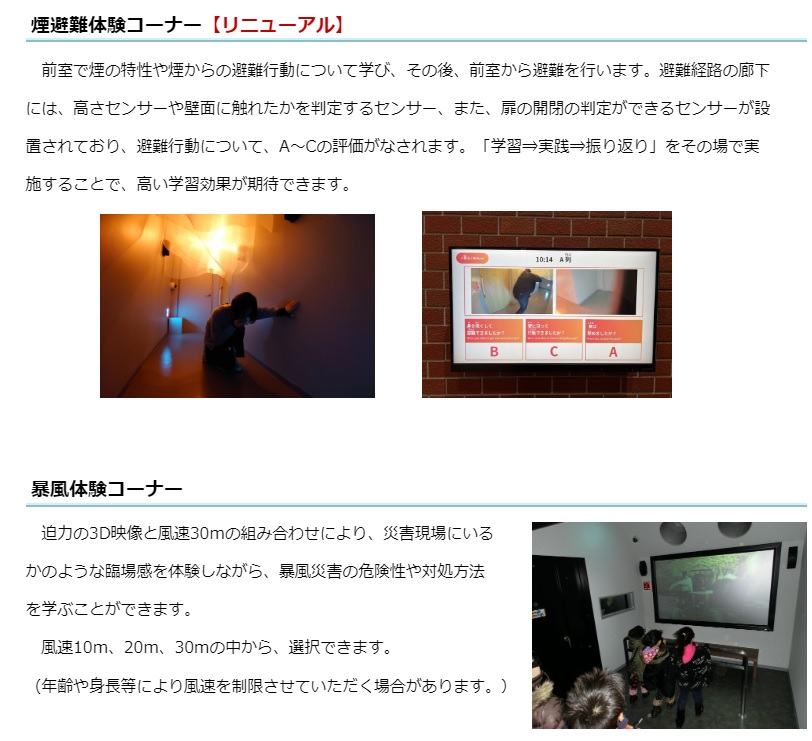 煙避難体験コーナー【リニューアル】
前室で煙の特性や煙からの避難行動について学び、その後、前室から避難を行います。避難経路の廊下
には、高さセンサーや壁面に触れたかを判定するセンサー、また、扉の開閉の判定ができるセンサーが設
置されており、避難行動について、A～Cの評価がなされます。「学習⇒実践⇒振り返り」をその場で実
施することで、高い学習効果が期待できます。
10:14 A列
B C A
暴風体験コーナー
迫力の3D映像と風速30mの組み合わせにより、災害現場にいる
かのような臨場感を体験しながら、暴風災害の危険性や対処方法
を学ぶことができます。
風速10m、20m、30mの中から、選択できます。
（年齢や身長等により風速を制限させていただく場合があります。）